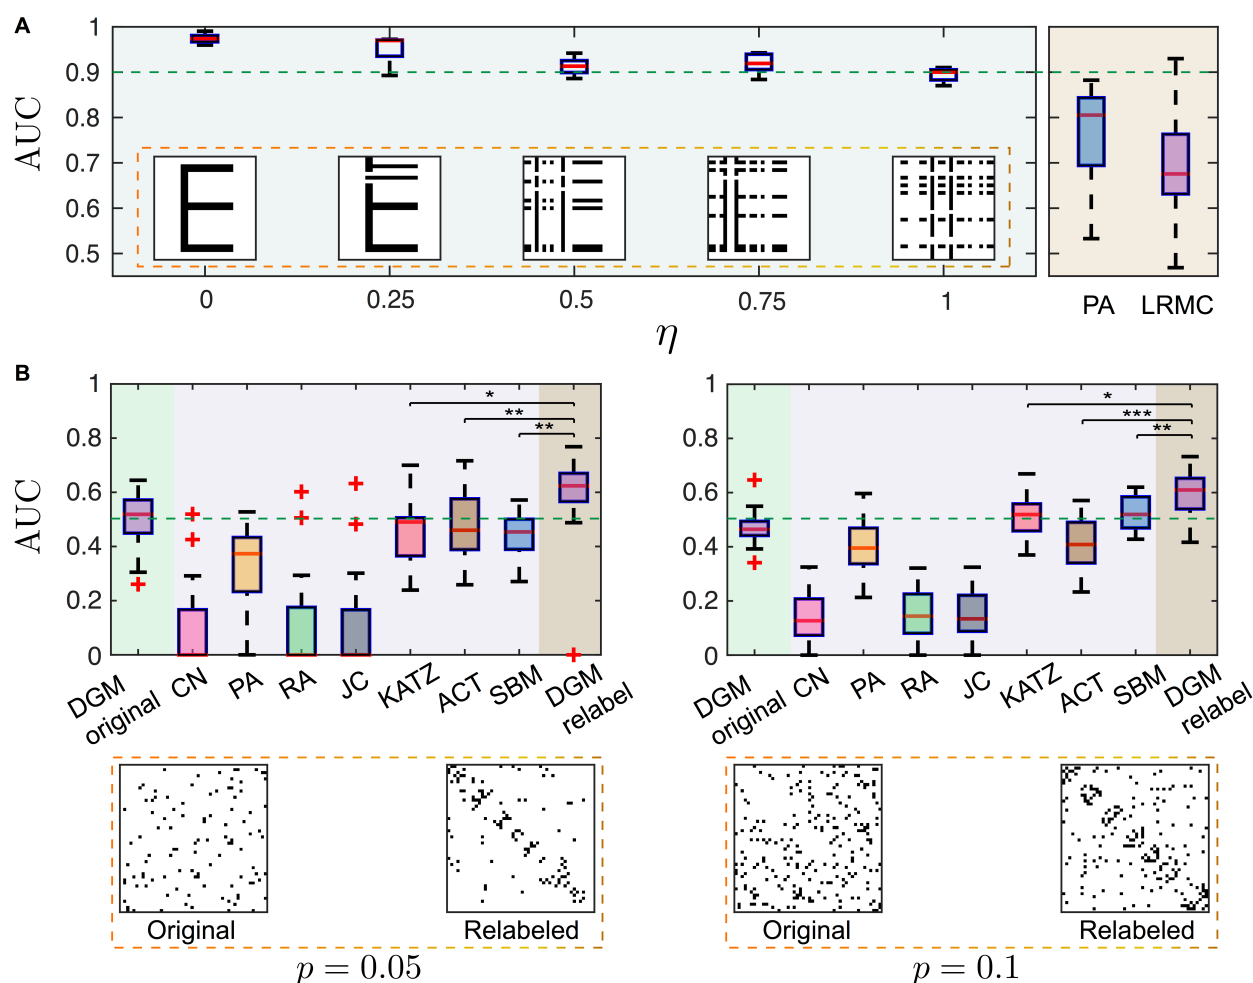 A
AUC
1
0.9
0.8
0.7
0.6
0.5
0 0.25 0.5 0.75 1
η
PA LRMC
B
AUC
1
0.8
0.6
0.4
0.2
0
* 
**
**
DGM original CN PA RA JC KATZ ACT SBM DGM relabel
1
0.8
0.6
0.4
0.2
0
*
***
**
DGM original CN PA RA JC KATZ ACT SBM DGM relabel
Original Relabeled
p = 0.05
Original Relabeled
p = 0.1